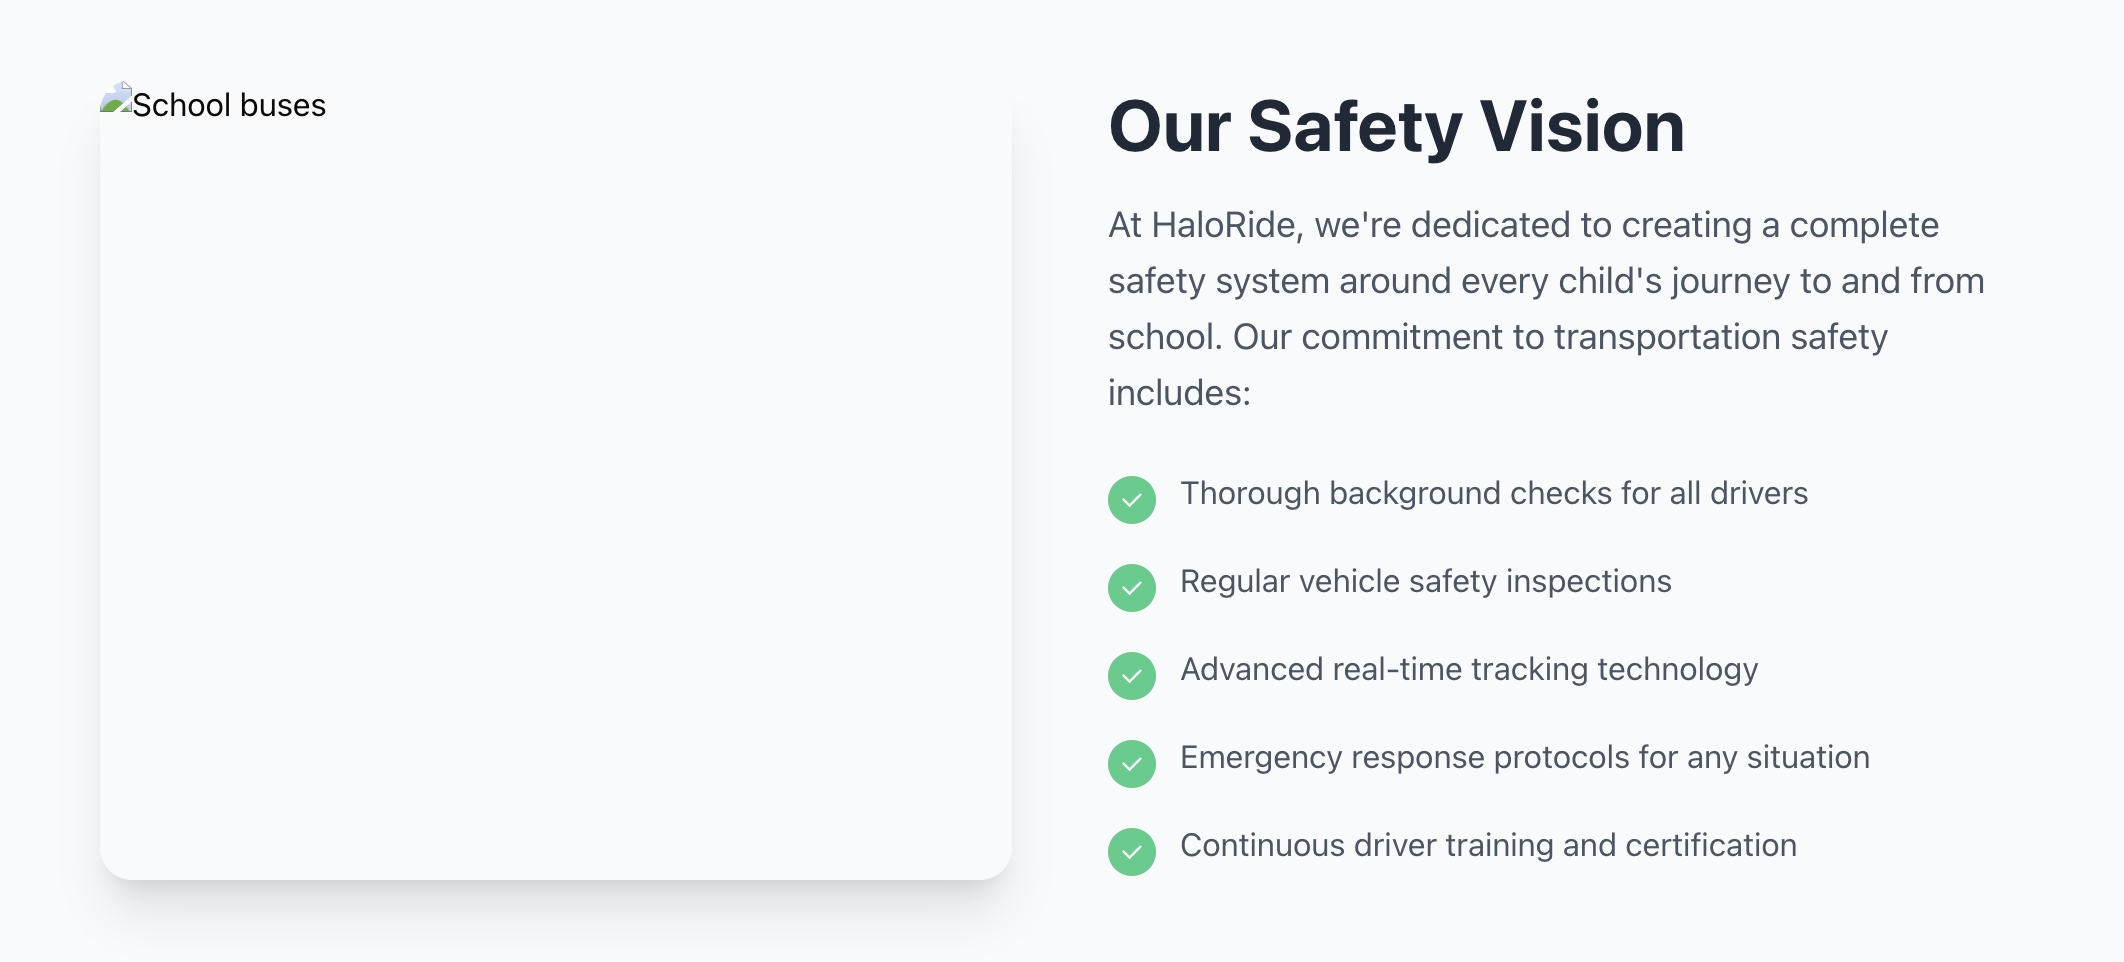 School buses
Our Safety Vision
At HaloRide, we're dedicated to creating a complete
safety system around every child's journey to and from
school. Our commitment to transportation safety
includes:
Thorough background checks for all drivers
Regular vehicle safety inspections
Advanced real-time tracking technology
Emergency response protocols for any situation
Continuous driver training and certification